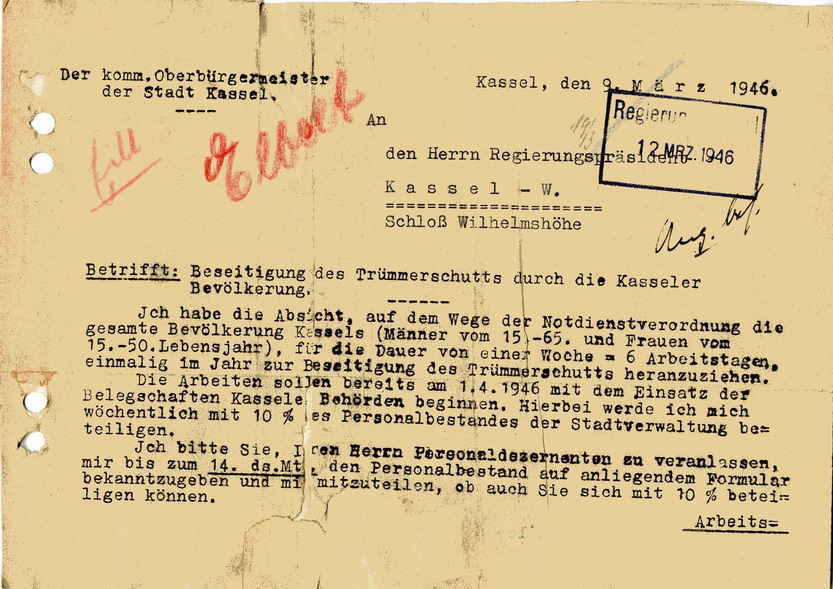 Der komm.Oberbürgermeister
der Stadt Kassel.
Kassel, den 9. März 1946.
An
den Herrn Regierungspräsident
Kassel -W.
Schloß Wilhelmshöhe
12 MRZ. 1946
Betrifft: Beseitigung des Trümmerschutts durch die Kasseler
Bevölkerung.
Jch habe die Absicht, auf dem Wege der Notdienstverordnung die
gesamte Bevölkerung Kassels (Männer vom 15.-65. und Frauen vom
15.-50.Lebensjahr), für die Dauer von einer Woche = 6 Arbeitstagen,
einmalig im Jahr zur Beseitigung des Trümmerschutts heranzuziehen.
Die Arbeiten sollen bereits am 1.4.1946 mit dem Einsatz der
Belegschaften Kasseler Behörden beginnen. Hierbei werde ich mich
wöchentlich mit 10 % es Personalbestandes der Stadtverwaltung be=
teiligen.
Jch bitte Sie, Ihren Herrn Personaldezernenten zu veranlassen,
mir bis zum 14. ds.Mt., den Personalbestand auf anliegendem Formular
bekanntzugeben und mir mitzuteilen, ob auch Sie sich mit 10 % betei=
ligen können.
Arbeits=